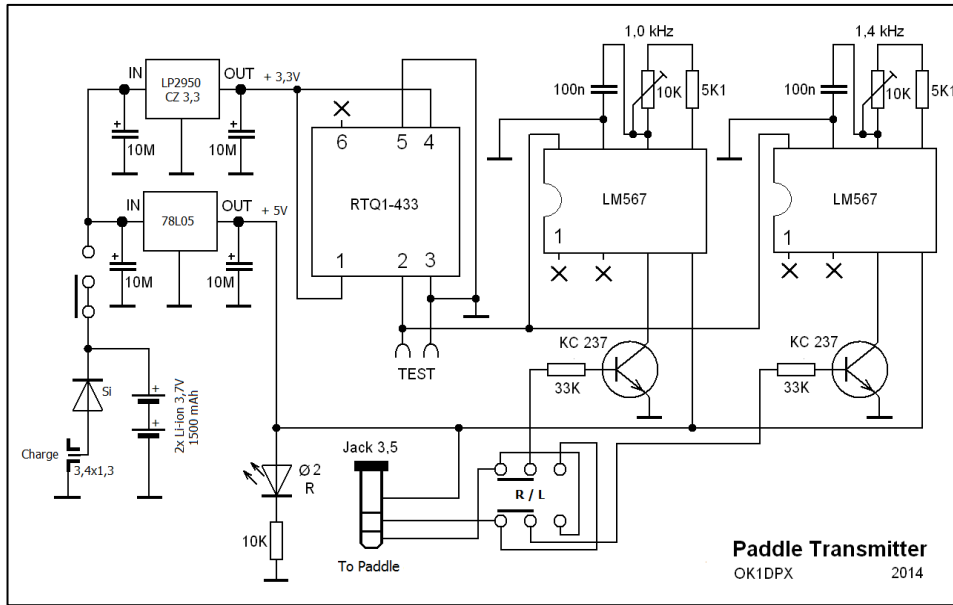 IN
LP2950
CZ 3,3
OUT
+ 3,3V
+
10M
+
10M
IN
78L05
OUT
+ 5V
+
10M
+
10M
6
5
4
RTQ1-433
1
2
3
TEST
1,0 kHz
100n
10K
5K1
LM567
1
1,4 kHz
100n
10K
5K1
LM567
1
KC 237
33K
KC 237
33K
Si
+
+
2x Li-ion 3,7V
1500 mAh
Charge
3,4x1,3
Ø 2
R
10K
Jack 3,5
To Paddle
R / L
Paddle Transmitter
OK1DPX 2014